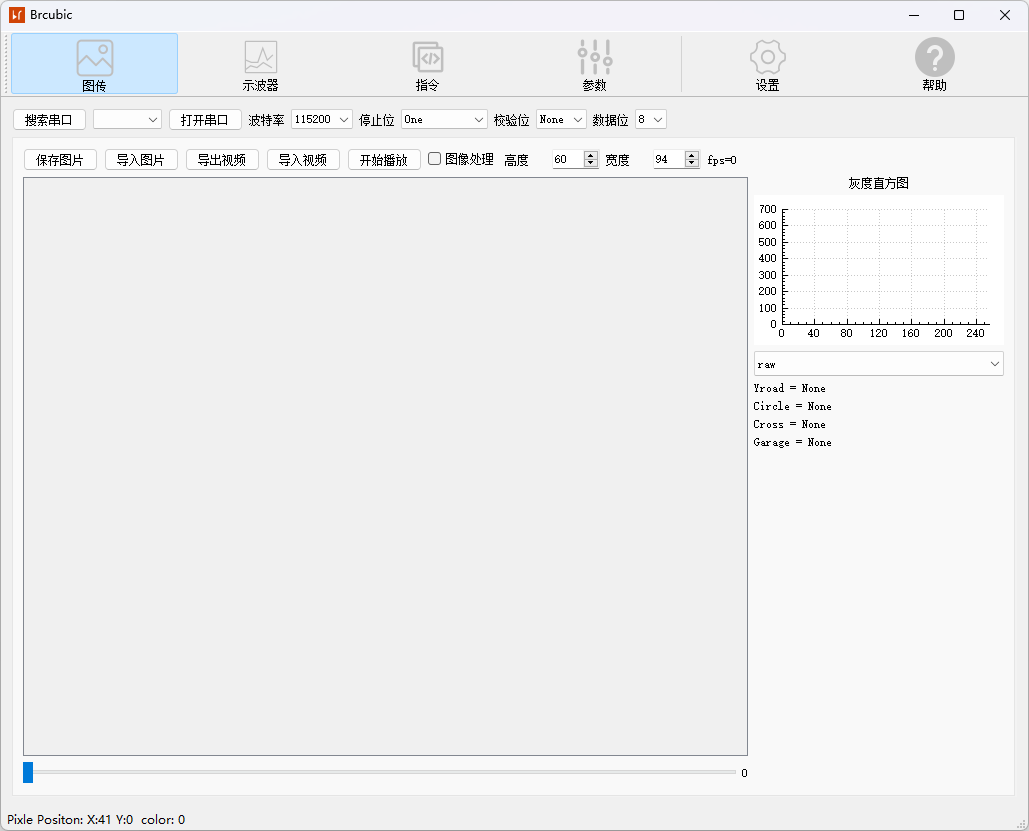 Brcubic
图传 示波器 指令 参数 设置 帮助
搜索串口 打开串口 波特率 115200 停止位 One 校验位 None 数据位 8
保存图片 导入图片 导出视频 导入视频 开始播放 图像处理 高度 60 宽度 94 fps=0
灰度直方图
700
600
500
400
300
200
100
0
0 40 80 120 160 200 240
raw
Yroad = None
Circle = None
Cross = None
Garage = None
0
Pixle Positon: X:41 Y:0 color: 0